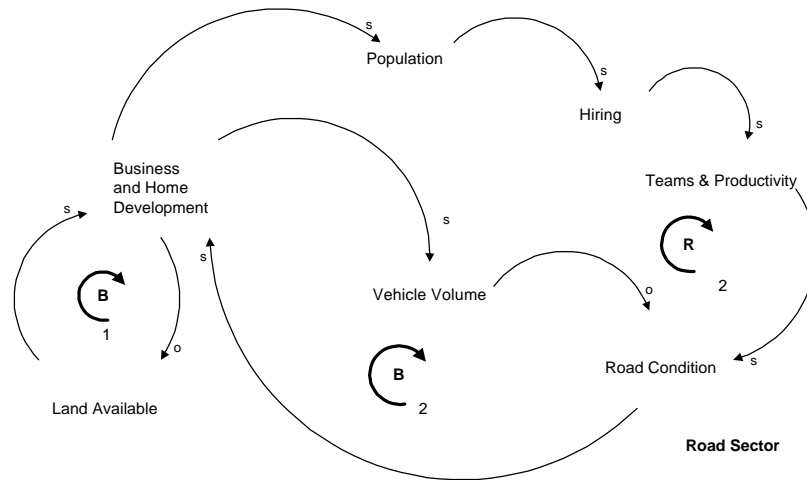 s
Population
s
Hiring
s
Business
and Home
Development
Teams & Productivity
s
s
s
R
2
B
1
Vehicle Volume
o
o
B
2
s
Road Condition
Land Available
Road Sector